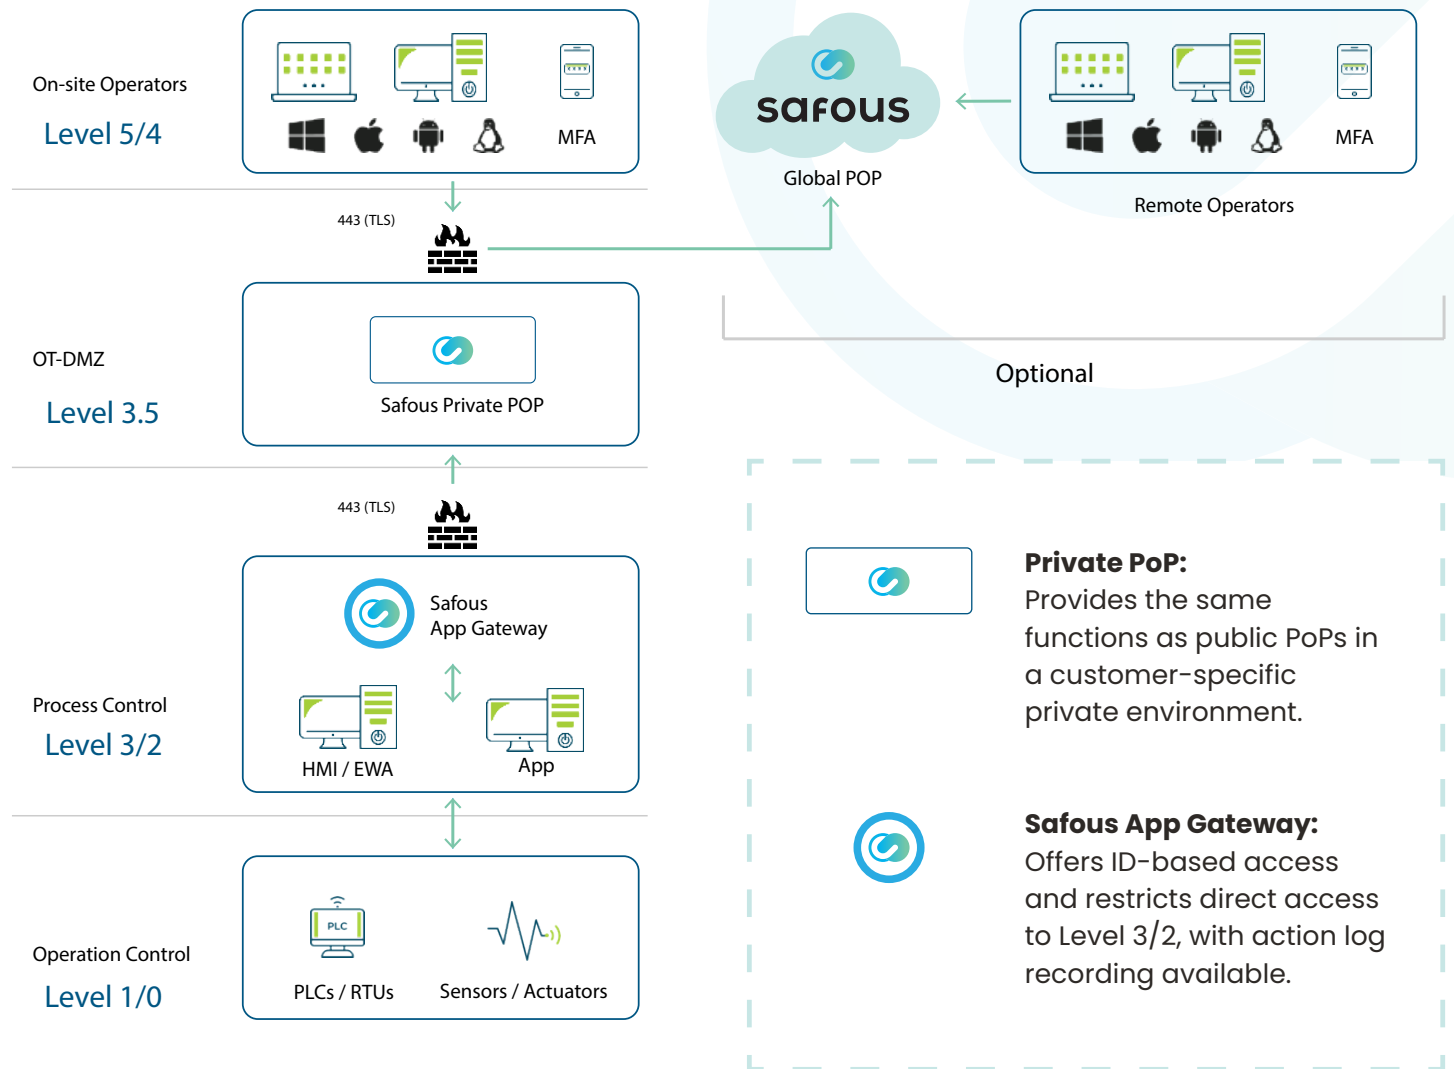 On-site Operators
Level 5/4
MFA
safous
Global POP
MFA
Remote Operators
443 (TLS)
OT-DMZ
Level 3.5
Safous Private POP
Optional
443 (TLS)
Process Control
Level 3/2
Safous
App Gateway
HMI / EWA
App
Operation Control
Level 1/0
PLC
PLCs / RTUs
Sensors / Actuators
Private PoP:
Provides the same
functions as public PoPs in
a customer-specific
private environment.
Safous App Gateway:
Offers ID-based access
and restricts direct access
to Level 3/2, with action log
recording available.